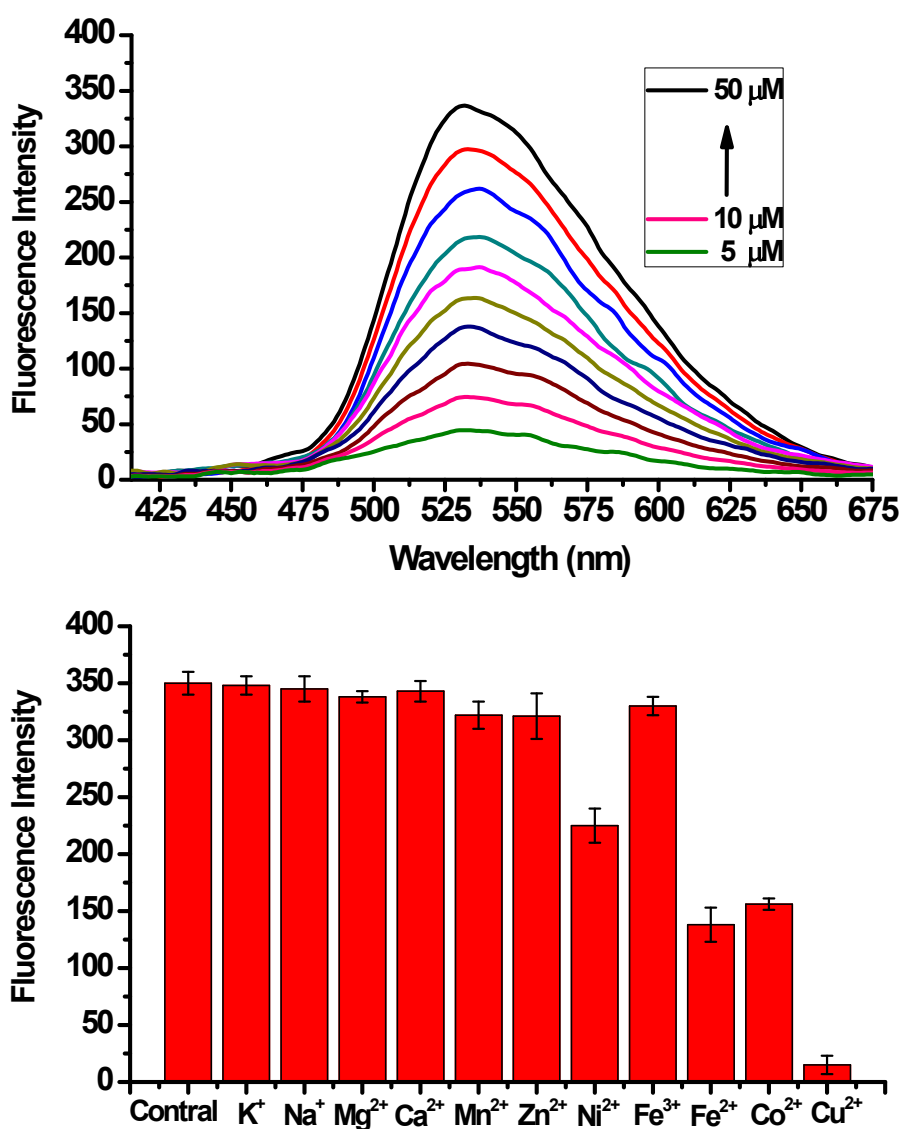 400
350
300
250
200
150
100
50
0
Fluorescence Intensity
50 μM
10 μM
5 μM
425 450 475 500 525 550 575 600 625 650 675
Wavelength (nm)
400
350
300
250
200
150
100
50
0
Fluorescence Intensity
Contral K⁺ Na⁺ Mg²⁺ Ca²⁺ Mn²⁺ Zn²⁺ Ni²⁺ Fe³⁺ Fe²⁺ Co²⁺ Cu²⁺